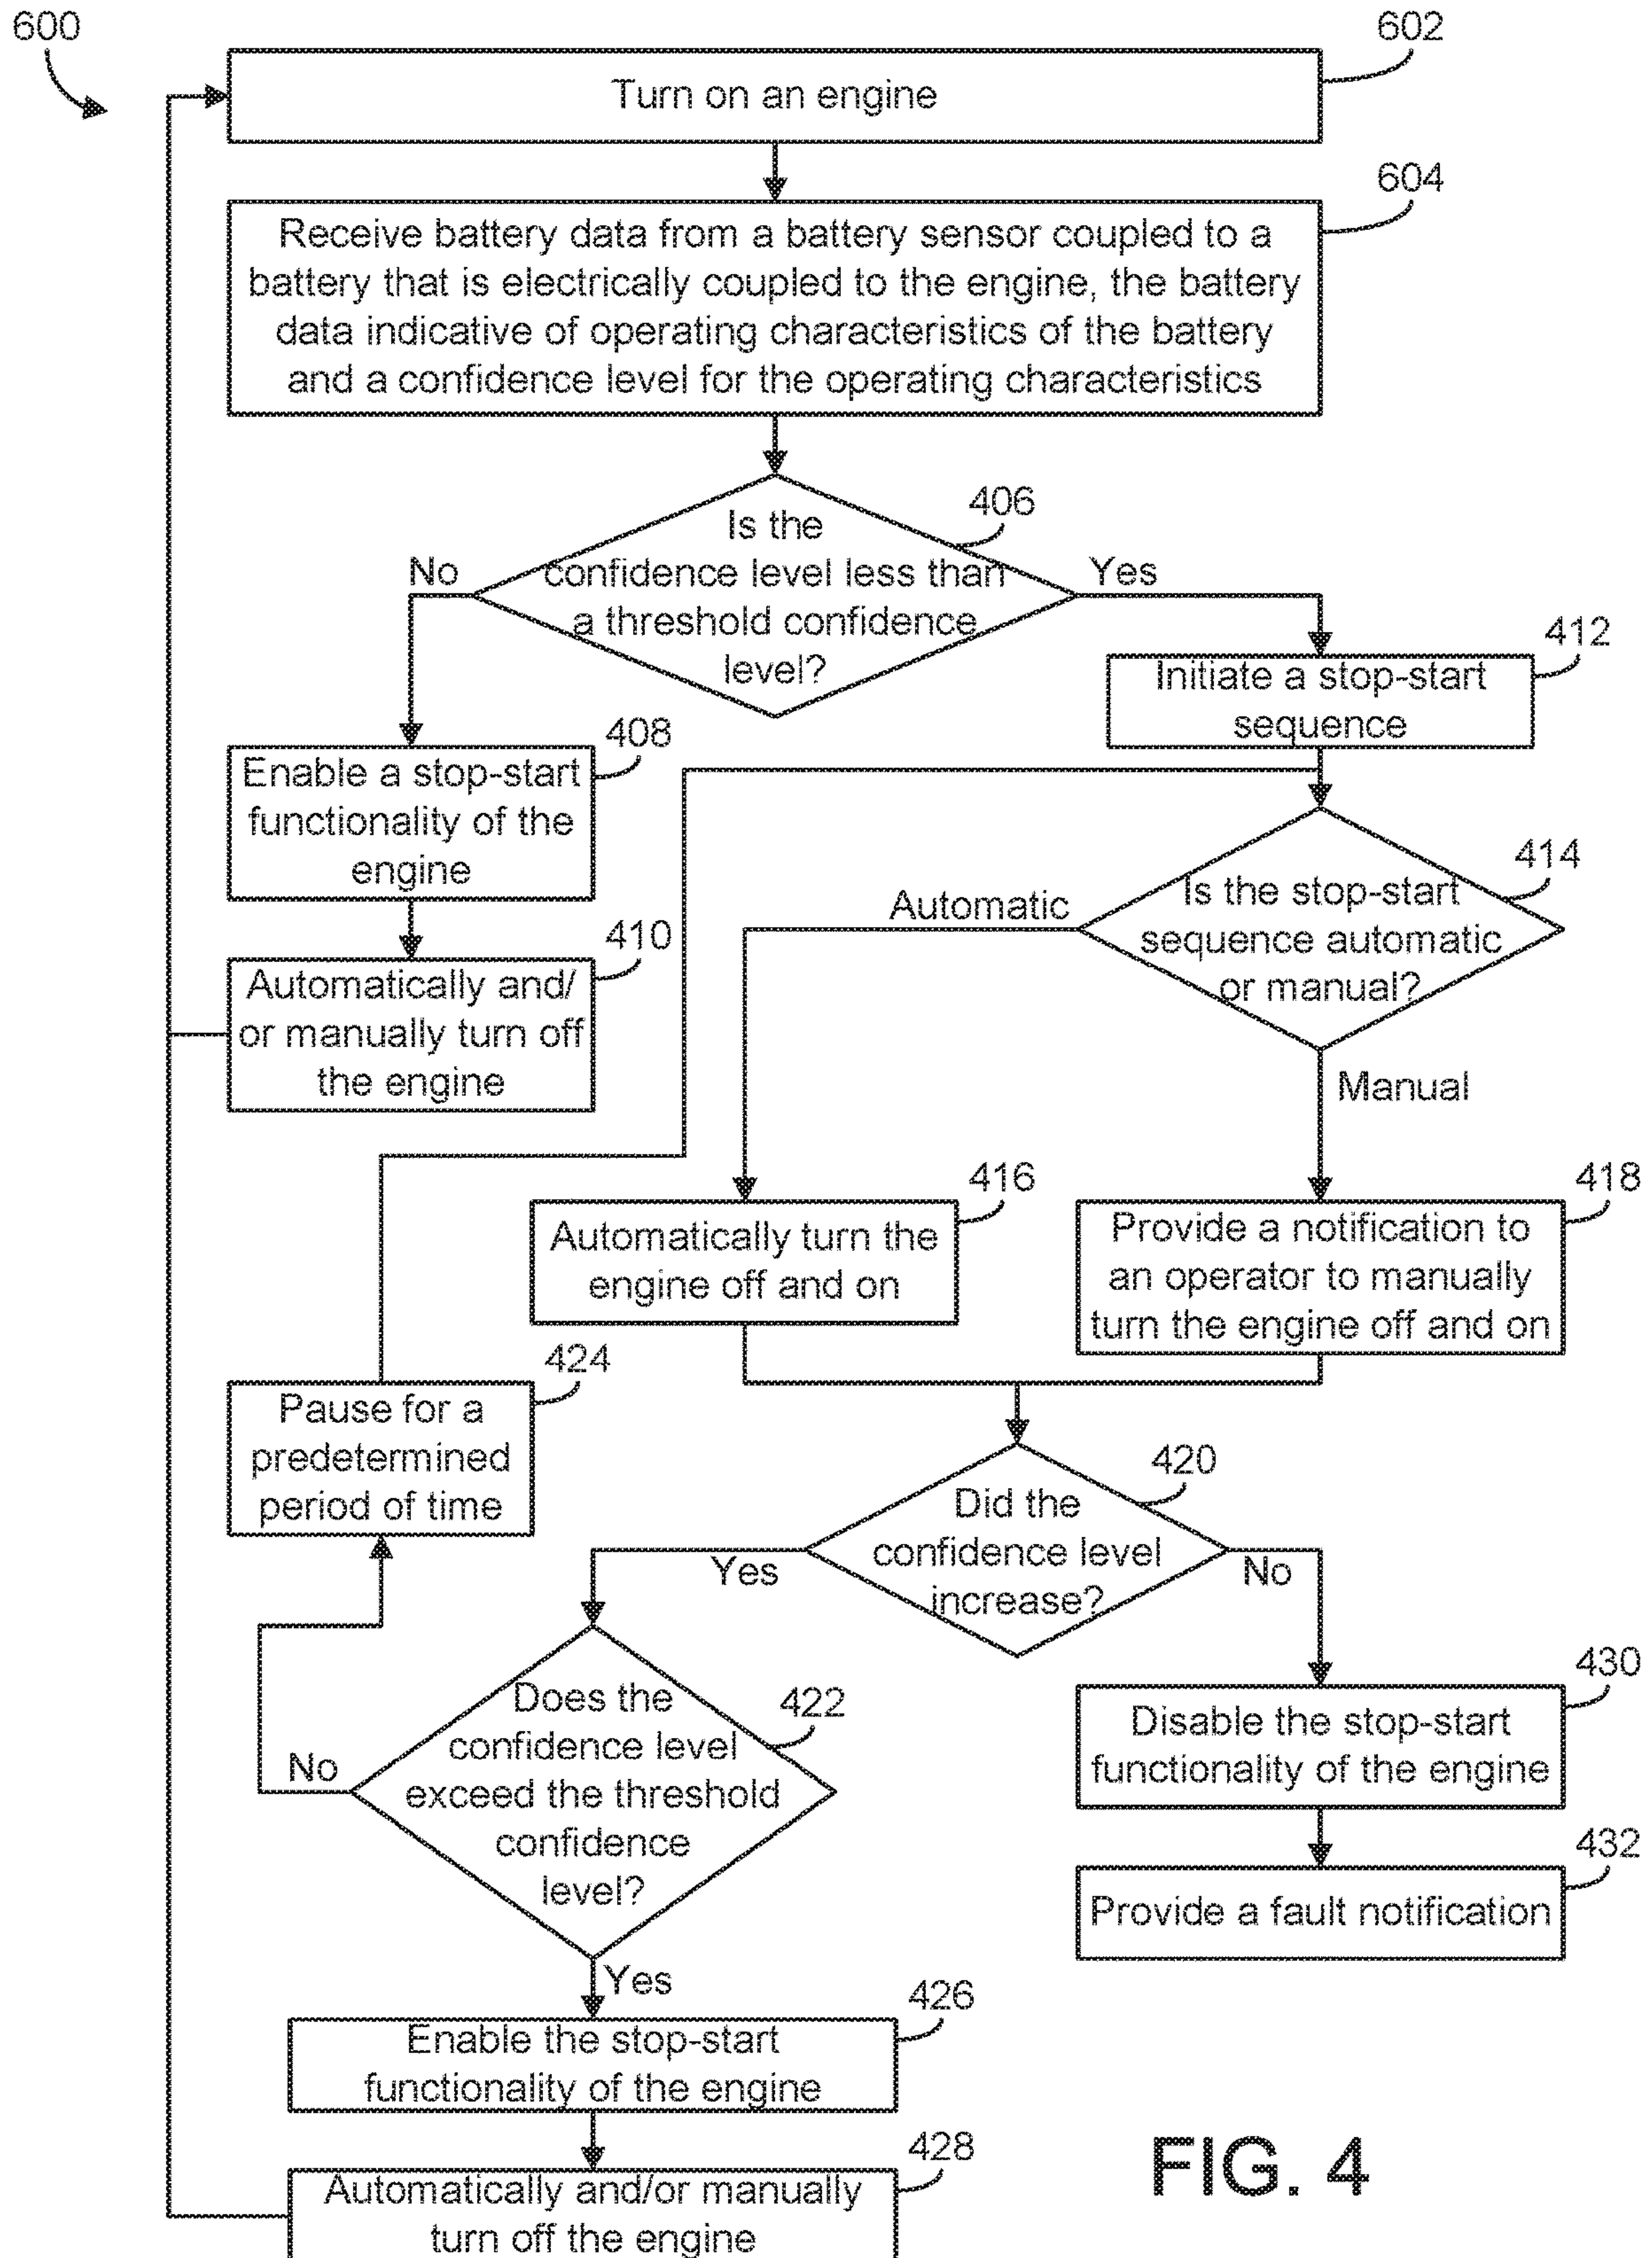 600
602
Turn on an engine
604
Receive battery data from a battery sensor coupled to a
battery that is electrically coupled to the engine, the battery
data indicative of operating characteristics of the battery
and a confidence level for the operating characteristics
406
Is the
confidence level less than
a threshold confidence
level?
No
Yes
412
Initiate a stop-start
sequence
408
Enable a stop-start
functionality of the
engine
414
Is the stop-start
sequence automatic
or manual?
Automatic
Manual
410
Automatically and/
or manually turn off
the engine
416
Automatically turn the
engine off and on
418
Provide a notification to
an operator to manually
turn the engine off and on
424
Pause for a
predetermined
period of time
420
Did the
confidence level
increase?
Yes
No
422
Does the
confidence level
exceed the threshold
confidence
level?
No
Yes
430
Disable the stop-start
functionality of the engine
432
Provide a fault notification
426
Enable the stop-start
functionality of the engine
428
Automatically and/or manually
turn off the engine
FIG. 4